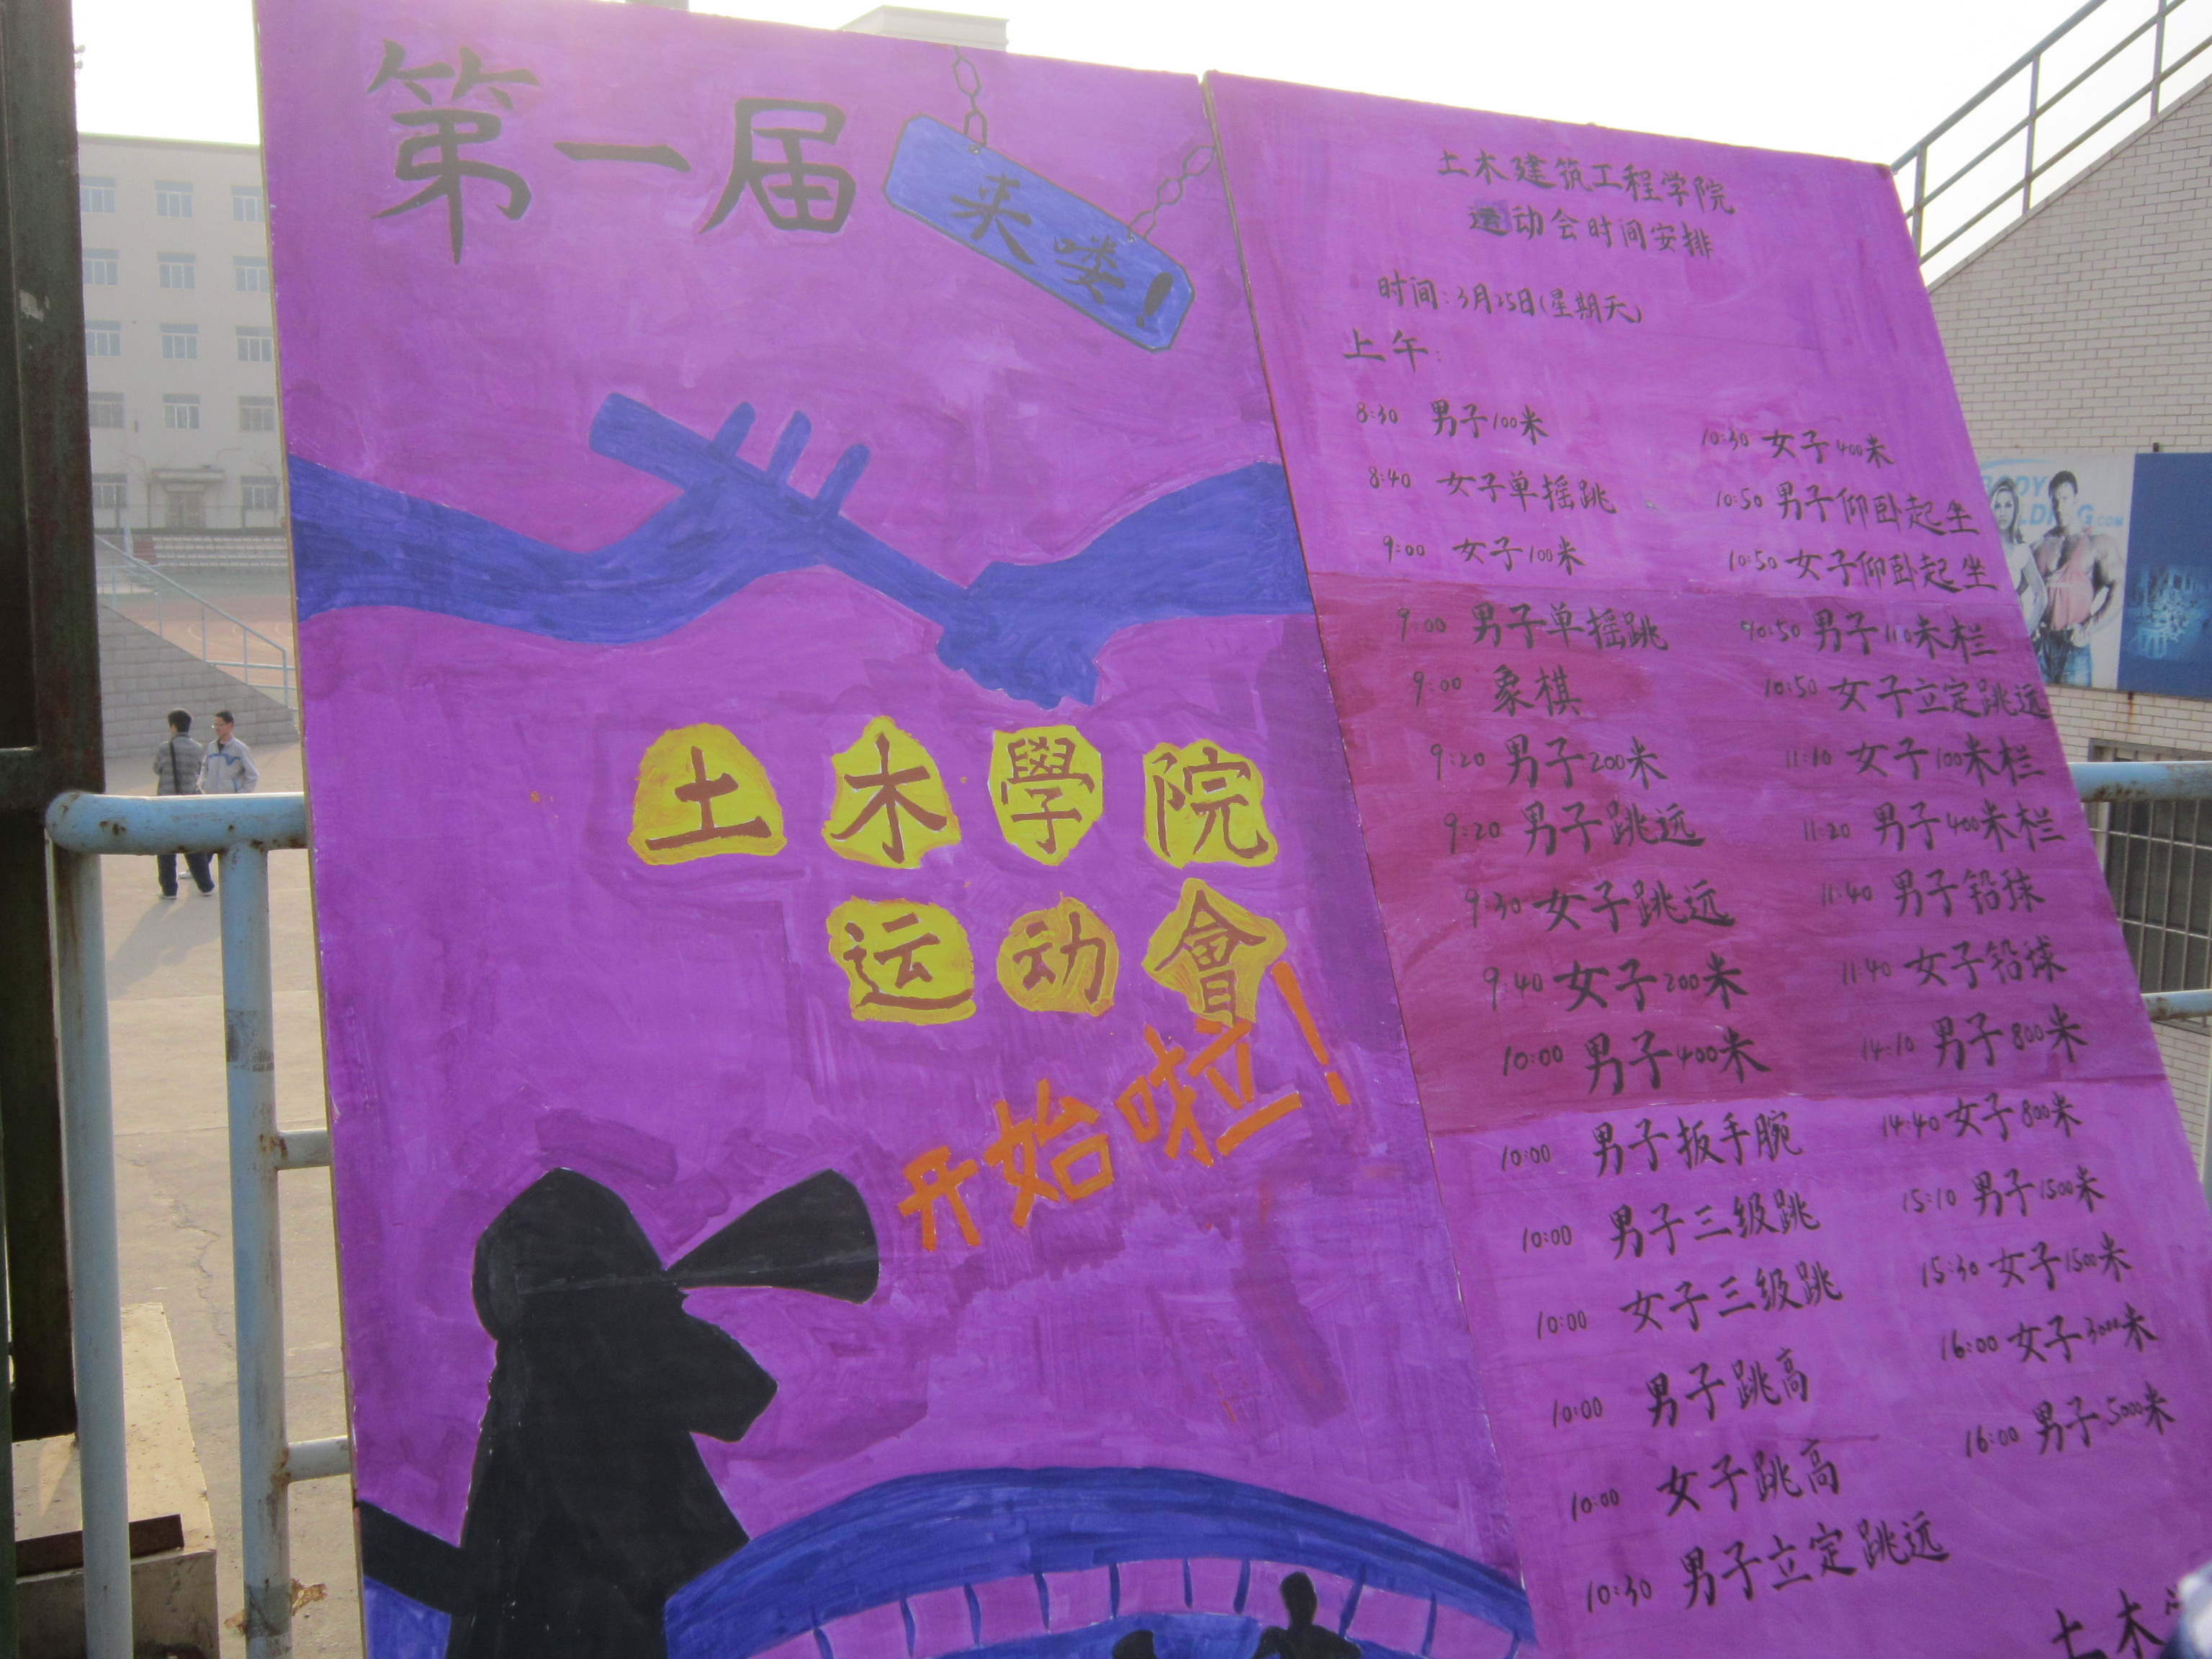 第一届
来喽!
土木學院
运动會
开始啦!
土木建筑工程学院
运动会时间安排
时间:3月25日(星期天)
上午:
8:30 男子100米
8:40 女子单摇跳
9:00 女子100米
9:00 男子单摇跳
9:00 象棋
9:20 男子200米
9:20 男子跳远
9:30 女子跳远
9:40 女子200米
10:00 男子400米
10:00 男子扳手腕
10:00 男子三级跳
10:00 女子三级跳
10:00 男子跳高
10:00 女子跳高
10:30 男子立定跳远
10:30 女子400米
10:50 男子仰卧起坐
10:50 女子仰卧起坐
10:50 男子110米栏
10:50 女子立定跳远
11:10 女子100米栏
11:20 男子400米栏
11:40 男子铅球
11:40 女子铅球
14:10 男子800米
14:40 女子800米
15:10 男子1500米
15:30 女子1500米
16:00 女子3000米
16:00 男子5000米
土木